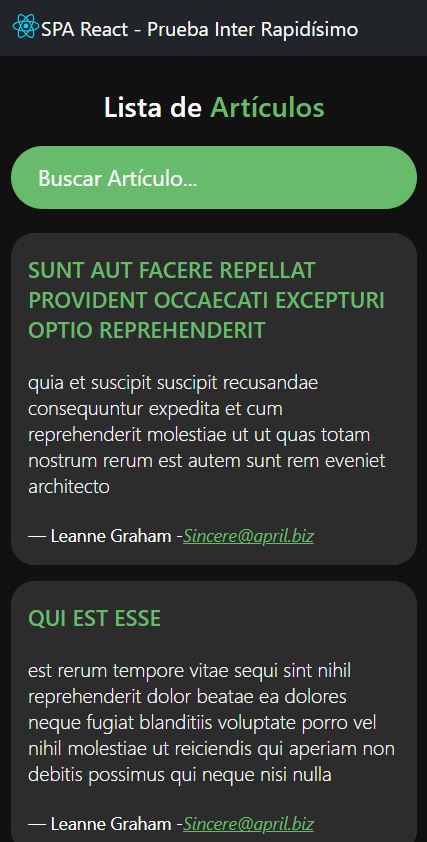 SPA React - Prueba Inter Rapidísimo
Lista de Artículos
Buscar Artículo...
SUNT AUT FACERE REPELLAT
PROVIDENT OCCAECATI EXCEPTURI
OPTIO REPREHENDERIT
quia et suscipit suscipit recusandae
consequuntur expedita et cum
reprehenderit molestiae ut ut quas totam
nostrum rerum est autem sunt rem eveniet
architecto
— Leanne Graham -Sincere@april.biz
QUI EST ESSE
est rerum tempore vitae sequi sint nihil
reprehenderit dolor beatae ea dolores
neque fugiat blanditiis voluptate porro vel
nihil molestiae ut reiciendis qui aperiam non
debitis possimus qui neque nisi nulla
— Leanne Graham -Sincere@april.biz